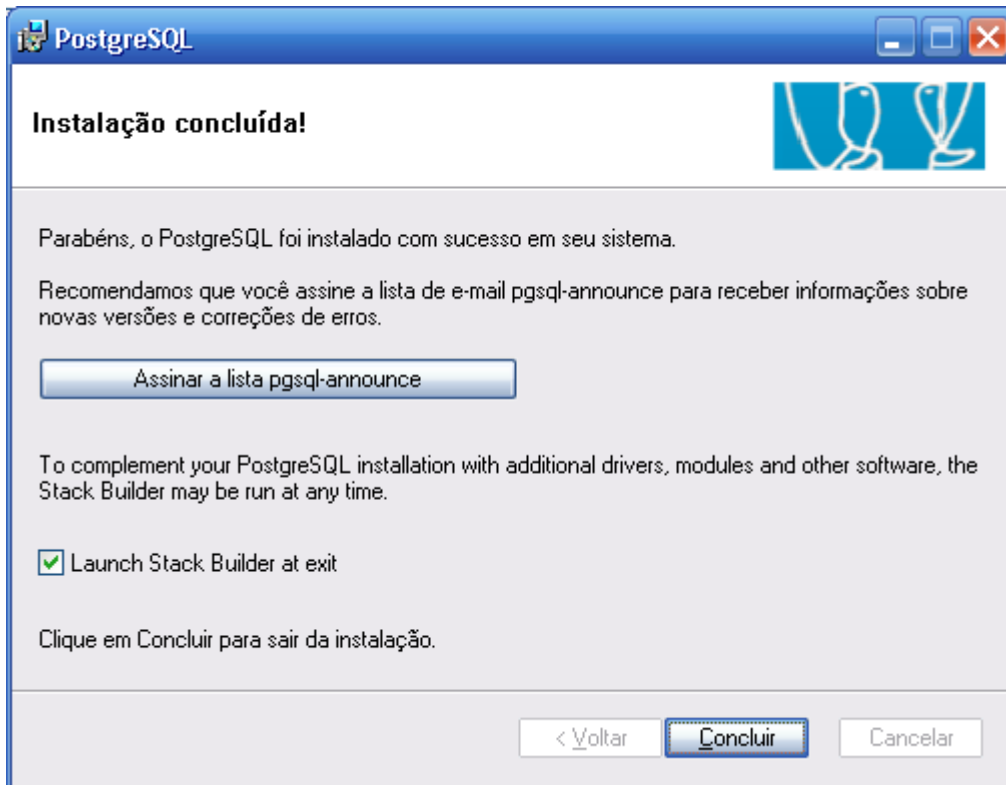 PostgreSQL
Instalação concluída!
Parabéns, o PostgreSQL foi instalado com sucesso em seu sistema.
Recomendamos que você assine a lista de e-mail pgsql-announce para receber informações sobre
novas versões e correções de erros.
Assinar a lista pgsql-announce
To complement your PostgreSQL installation with additional drivers, modules and other software, the
Stack Builder may be run at any time.
Launch Stack Builder at exit
Clique em Concluir para sair da instalação.
< Voltar Concluir Cancelar